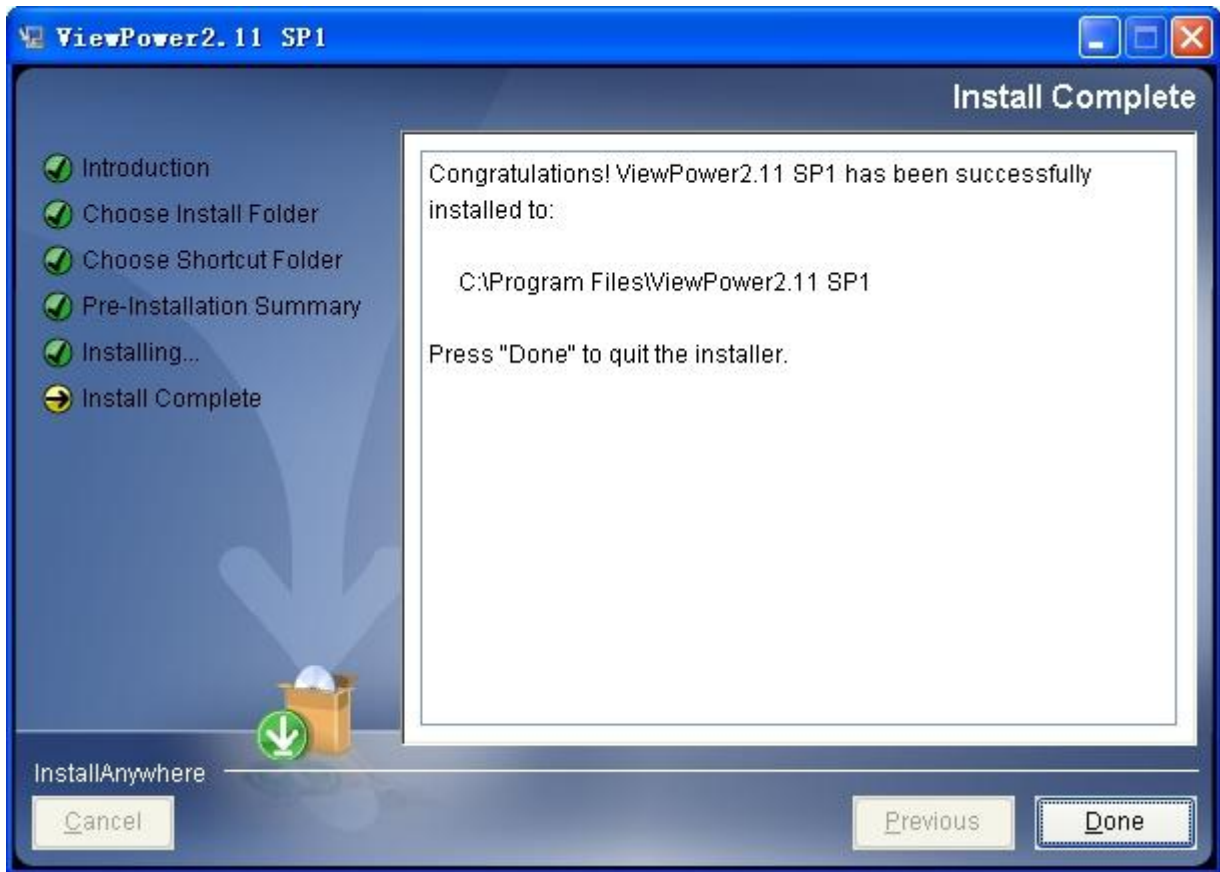 ViewPower2.11 SP1
Install Complete
Introduction
Choose Install Folder
Choose Shortcut Folder
Pre-Installation Summary
Installing...
Install Complete
Congratulations! ViewPower2.11 SP1 has been successfully
installed to:
C:\Program Files\ViewPower2.11 SP1
Press "Done" to quit the installer.
InstallAnywhere
Cancel
Previous
Done